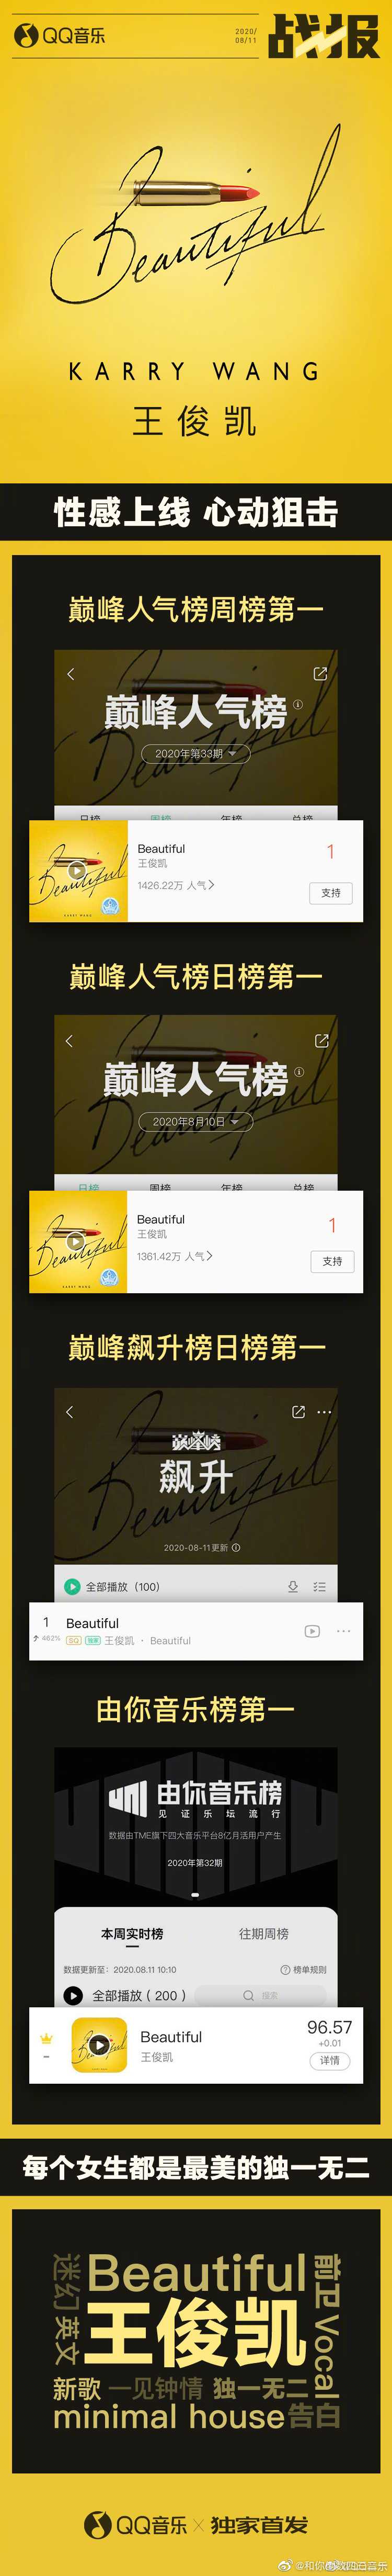 QQ音乐
2020/
08/11
战报
Beautiful
KARRY WANG
王俊凯
性感上线 心动狙击
巅峰人气榜周榜第一
巅峰人气榜
2020年第33期
日榜 周榜 年榜 总榜
Beautiful
Beautiful
王俊凯
1426.22万 人气
1
支持
KARRY WANG
巅峰人气榜日榜第一
巅峰人气榜
2020年8月10日
日榜 周榜 年榜 总榜
Beautiful
Beautiful
王俊凯
1361.42万 人气
1
支持
KARRY WANG
巅峰飙升榜日榜第一
巅峰榜
飙升
2020-08-11更新
全部播放（100）
1
Beautiful
462%
SQ 独家 王俊凯 · Beautiful
由你音乐榜第一
由你音乐榜
见证乐坛流行
数据由TME旗下四大音乐平台8亿月活用户产生
2020年第32期
本周实时榜 往期周榜
数据更新至：2020.08.11 10:10
榜单规则
全部播放（200）
搜索
Beautiful
王俊凯
96.57
+0.01
详情
每个女生都是最美的独一无二
迷幻
英文
Beautiful
王俊凯
前卫 Vocal
新歌 一见钟情 独一无二
minimal house 告白
QQ音乐 × 独家首发